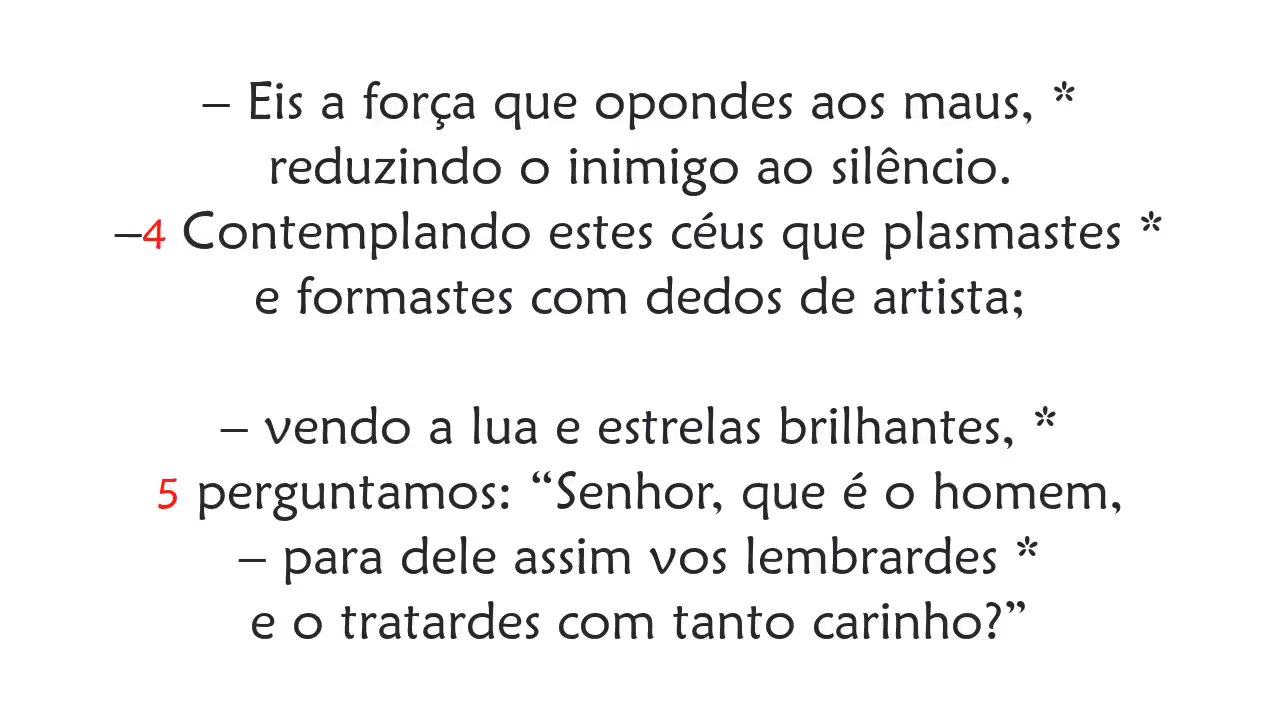 – Eis a força que opondes aos maus, *
reduzindo o inimigo ao silêncio.
–4 Contemplando estes céus que plasmastes *
e formastes com dedos de artista;
– vendo a lua e estrelas brilhantes, *
5 perguntamos: “Senhor, que é o homem,
– para dele assim vos lembrardes *
e o tratardes com tanto carinho?”